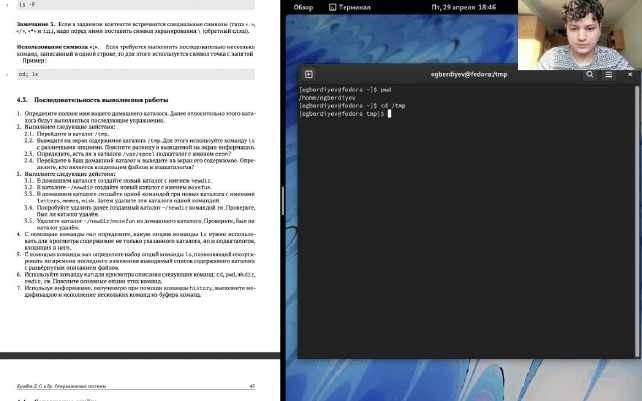 ls -F
Замечание 3. Если в заданном контексте встречаются специальные символы (типа «.»,
«/», «*» и т.д.), надо перед ними поставить символ экранирования \ (обратный слэш).
Использование символа «;». Если требуется выполнить последовательно несколько
команд, записанный в одной строке, то для этого используется символ точка с запятой
Пример:
cd; ls
4.3. Последовательность выполнения работы
1. Определите полное имя вашего домашнего каталога. Далее относительно этого ката-
лога будут выполняться последующие упражнения.
2. Выполните следующие действия:
2.1. Перейдите в каталог /tmp.
2.2. Выведите на экран содержимое каталога /tmp. Для этого используйте команду ls
с различными опциями. Поясните разницу в выводимой на экран информации.
2.3. Определите, есть ли в каталоге /var/spool подкаталог с именем cron?
2.4. Перейдите в Ваш домашний каталог и выведите на экран его содержимое. Опре-
делите, кто является владельцем файлов и подкаталогов?
3. Выполните следующие действия:
3.1. В домашнем каталоге создайте новый каталог с именем newdir.
3.2. В каталоге ~/newdir создайте новый каталог с именем morefun.
3.3. В домашнем каталоге создайте одной командой три новых каталога с именами
letters, memos, misk. Затем удалите эти каталоги одной командой.
3.4. Попробуйте удалить ранее созданный каталог ~/newdir командой rm. Проверьте,
был ли каталог удалён.
3.5. Удалите каталог ~/newdir/morefun из домашнего каталога. Проверьте, был ли
каталог удалён.
4. С помощью команды man определите, какую опцию команды ls нужно использо-
вать для просмотра содержимое не только указанного каталога, но и подкаталогов,
входящих в него.
5. С помощью команды man определите набор опций команды ls, позволяющий отсорти-
ровать по времени последнего изменения выводимый список содержимого каталога
с развёрнутым описанием файлов.
6. Используйте команду man для просмотра описания следующих команд: cd, pwd, mkdir,
rmdir, rm. Поясните основные опции этих команд.
7. Используя информацию, полученную при помощи команды history, выполните мо-
дификацию и исполнение нескольких команд из буфера команд.
45
Обзор Терминал Пт, 29 апреля 18:46
egberdiyev@fedora:/tmp
[egberdiyev@fedora ~]$ pwd
/home/egberdiyev
[egberdiyev@fedora ~]$ cd /tmp
[egberdiyev@fedora tmp]$